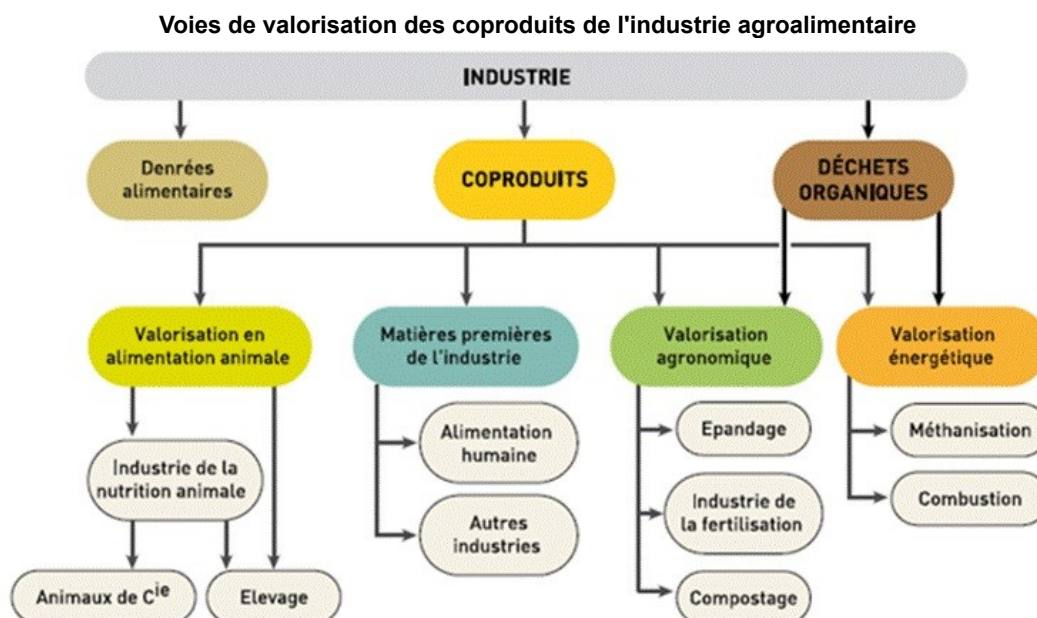 Voies de valorisation des coproduits de l'industrie agroalimentaire
INDUSTRIE
Denrées
alimentaires
COPRODUITS
DÉCHETS
ORGANIQUES
Valorisation en
alimentation animale
Matières premières
de l'industrie
Valorisation
agronomique
Valorisation
énergétique
Industrie de la
nutrition animale
Animaux de Cie
Elevage
Alimentation
humaine
Autres
industries
Epandage
Industrie de
la fertilisation
Compostage
Méthanisation
Combustion